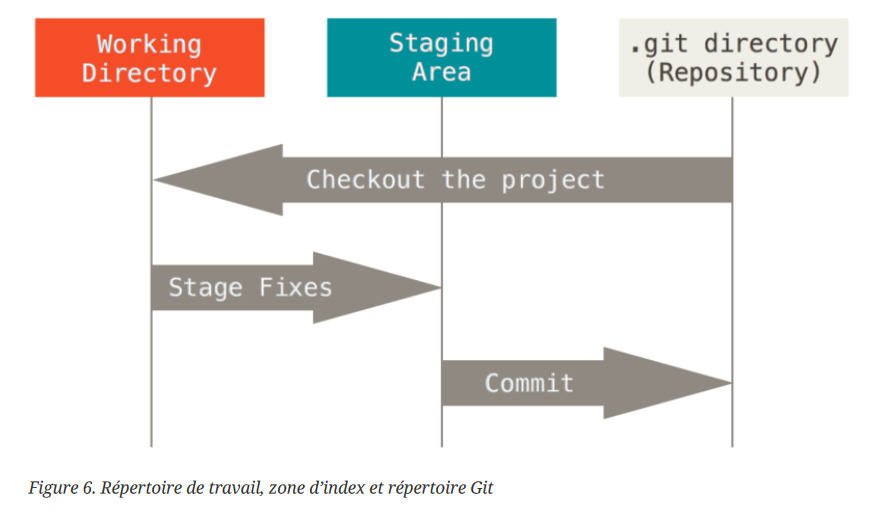 Working
Directory
Staging
Area
.git directory
(Repository)
Checkout the project
Stage Fixes
Commit
Figure 6. Répertoire de travail, zone d’index et répertoire Git